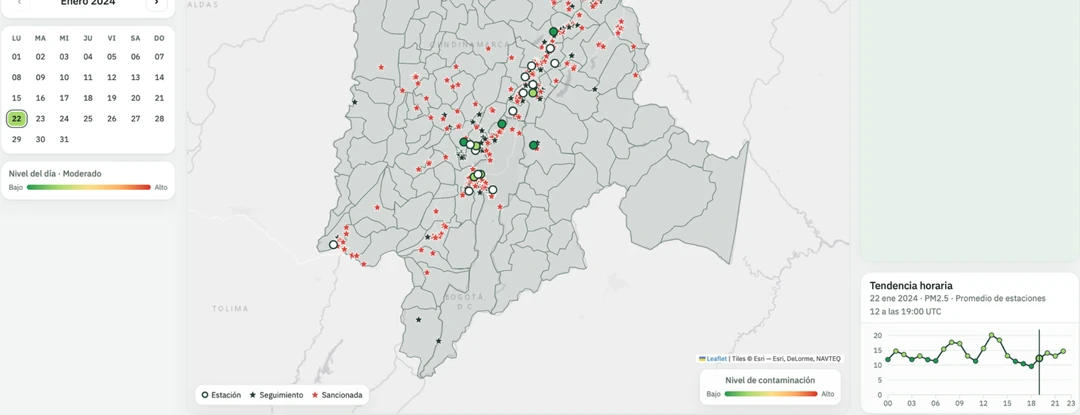 ‹ Enero 2024 ›
LU MA MI JU VI SA DO
01 02 03 04 05 06 07
08 09 10 11 12 13 14
15 16 17 18 19 20 21
22 23 24 25 26 27 28
29 30 31
Nivel del día · Moderado
Bajo Alto
ALDAS
CUNDINAMARCA
TOLIMA
BOGOTÁ,
D.C.
Estación Seguimiento Sancionada
Leaflet | Tiles © Esri — Esri, DeLorme, NAVTEQ
Nivel de contaminación
Bajo Alto
Tendencia horaria
22 ene 2024 · PM2.5 · Promedio de estaciones
12 a las 19:00 UTC
20
15
10
5
0
00 03 06 09 12 15 18 21 23